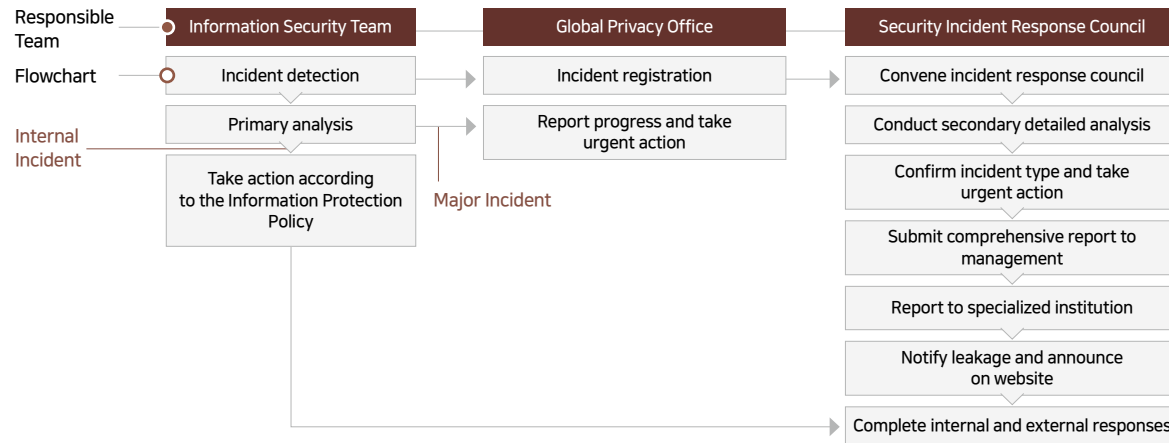 Responsible
Team
Information Security Team
Global Privacy Office
Security Incident Response Council
Flowchart
Incident detection
Incident registration
Convene incident response council
Primary analysis
Report progress and take
urgent action
Conduct secondary detailed analysis
Internal
Incident
Take action according
to the Information Protection
Policy
Major Incident
Confirm incident type and take
urgent action
Submit comprehensive report to
management
Report to specialized institution
Notify leakage and announce
on website
Complete internal and external responses